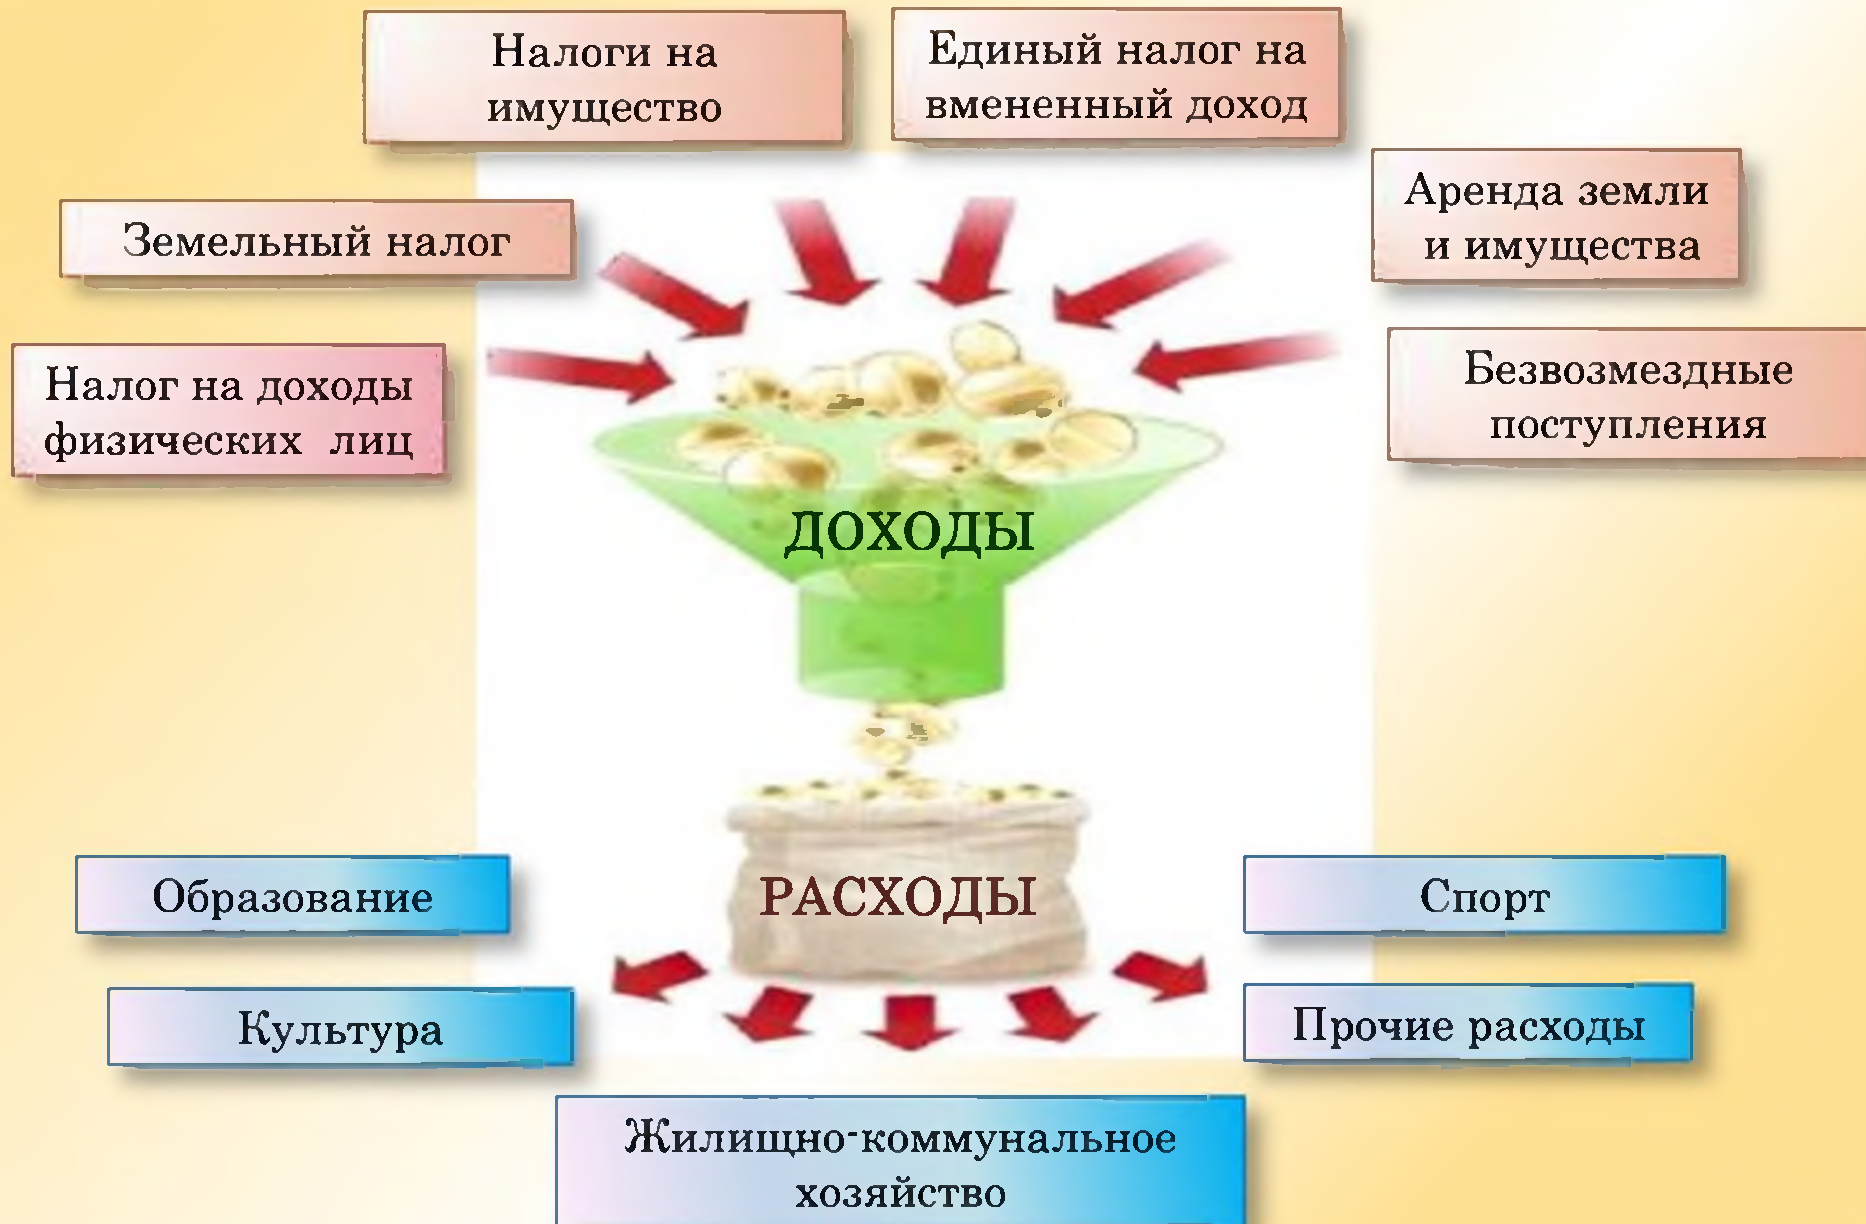 Налоги на
имущество
Единый налог на
вмененный доход
Земельный налог
Аренда земли
и имущества
Налог на доходы
физических лиц
Безвозмездные
поступления
ДОХОДЫ
РАСХОДЫ
Образование
Спорт
Культура
Прочие расходы
Жилищно-коммунальное
хозяйство